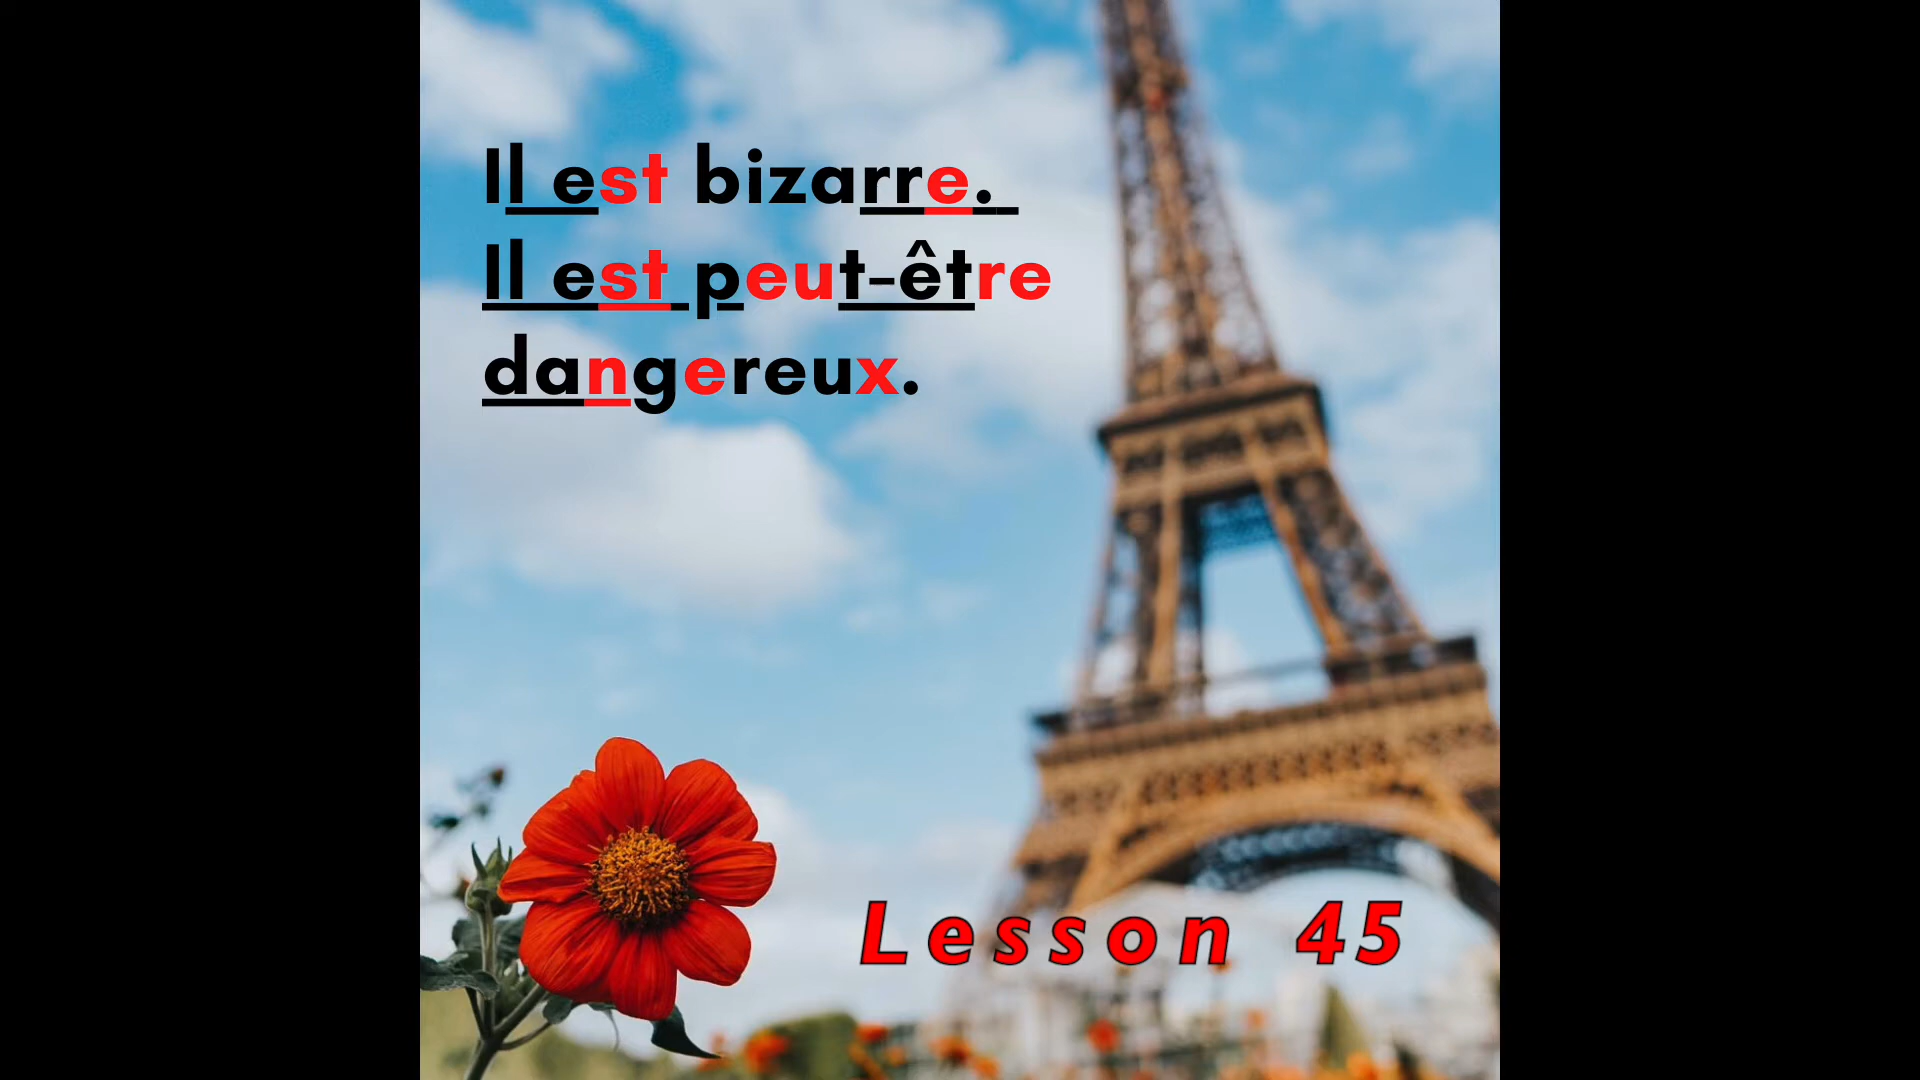 Il est bizarre.
Il est peut-être
dangereux.
Lesson 45